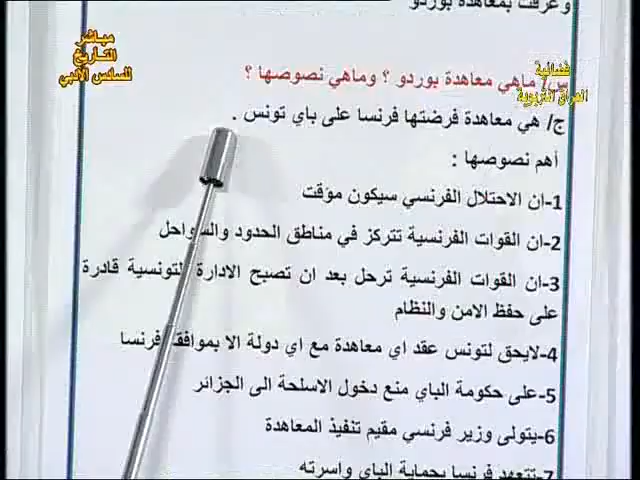 وعرفت بمعاهدة بوردو
مباشر
التاريخ
للسادس الأدبي
فضائية
العراق التربوية
س/ ماهي معاهدة بوردو ؟ وماهي نصوصها ؟
ج/ هي معاهدة فرضتها فرنسا على باي تونس .
أهم نصوصها :
1-ان الاحتلال الفرنسي سيكون مؤقت
2-ان القوات الفرنسية تتركز في مناطق الحدود والسواحل
3-ان القوات الفرنسية ترحل بعد ان تصبح الادارة التونسية قادرة
على حفظ الامن والنظام
4-لايحق لتونس عقد اي معاهدة مع اي دولة الا بموافقة فرنسا
5-على حكومة الباي منع دخول الاسلحة الى الجزائر
6-يتولى وزير فرنسي مقيم تنفيذ المعاهدة
7-تتعهد فرنسا بحماية الباي واسرته